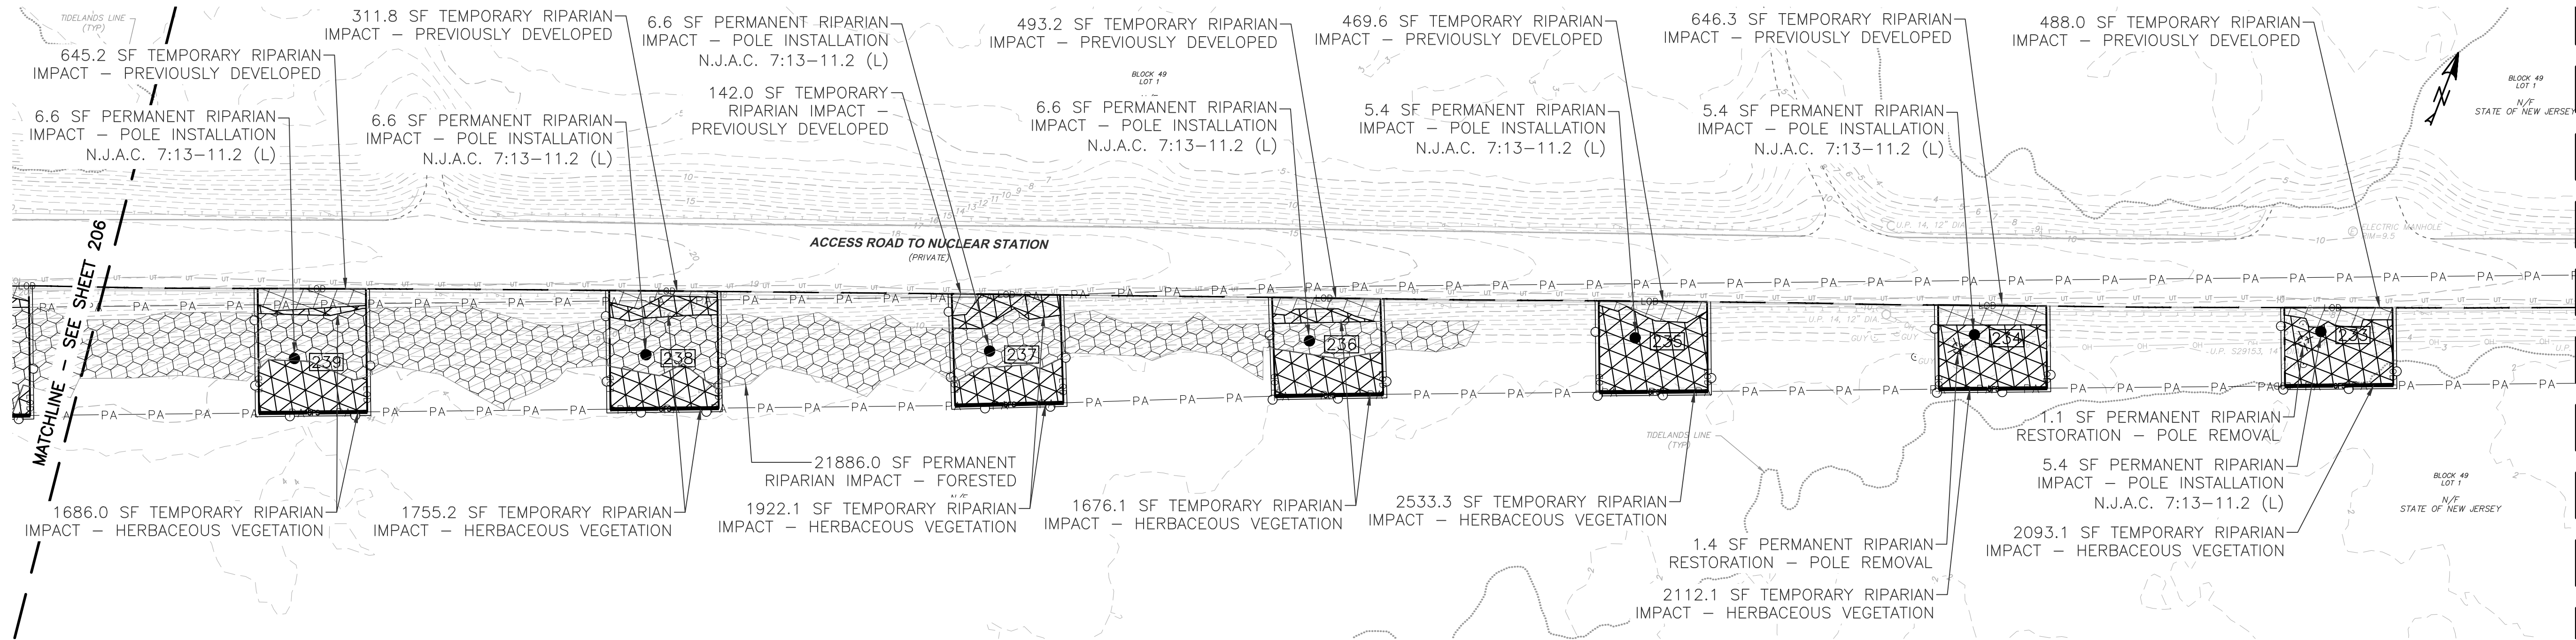 TIDELANDS LINE
(TYP)
311.8 SF TEMPORARY RIPARIAN
IMPACT – PREVIOUSLY DEVELOPED
645.2 SF TEMPORARY RIPARIAN
IMPACT – PREVIOUSLY DEVELOPED
6.6 SF PERMANENT RIPARIAN
IMPACT – POLE INSTALLATION
N.J.A.C. 7:13–11.2 (L)
6.6 SF PERMANENT RIPARIAN
IMPACT – POLE INSTALLATION
N.J.A.C. 7:13–11.2 (L)
6.6 SF PERMANENT RIPARIAN
IMPACT – POLE INSTALLATION
N.J.A.C. 7:13–11.2 (L)
142.0 SF TEMPORARY
RIPARIAN IMPACT –
PREVIOUSLY DEVELOPED
493.2 SF TEMPORARY RIPARIAN
IMPACT – PREVIOUSLY DEVELOPED
BLOCK 49
LOT 1
6.6 SF PERMANENT RIPARIAN
IMPACT – POLE INSTALLATION
N.J.A.C. 7:13–11.2 (L)
469.6 SF TEMPORARY RIPARIAN
IMPACT – PREVIOUSLY DEVELOPED
5.4 SF PERMANENT RIPARIAN
IMPACT – POLE INSTALLATION
N.J.A.C. 7:13–11.2 (L)
646.3 SF TEMPORARY RIPARIAN
IMPACT – PREVIOUSLY DEVELOPED
5.4 SF PERMANENT RIPARIAN
IMPACT – POLE INSTALLATION
N.J.A.C. 7:13–11.2 (L)
488.0 SF TEMPORARY RIPARIAN
IMPACT – PREVIOUSLY DEVELOPED
N
BLOCK 49
LOT 1
N/F
STATE OF NEW JERSEY
MATCHLINE – SEE SHEET 206
ACCESS ROAD TO NUCLEAR STATION
(PRIVATE)
U.P. 14, 12" DIA
ELECTRIC MANHOLE
RIM=9.5
239
238
237
236
235
234
233
U.P. 14, 12" DIA
GUY
GUY
U.P. S29153, 14"
TIDELANDS LINE
(TYP)
1686.0 SF TEMPORARY RIPARIAN
IMPACT – HERBACEOUS VEGETATION
1755.2 SF TEMPORARY RIPARIAN
IMPACT – HERBACEOUS VEGETATION
21886.0 SF PERMANENT
RIPARIAN IMPACT – FORESTED
1922.1 SF TEMPORARY RIPARIAN
IMPACT – HERBACEOUS VEGETATION
1676.1 SF TEMPORARY RIPARIAN
IMPACT – HERBACEOUS VEGETATION
2533.3 SF TEMPORARY RIPARIAN
IMPACT – HERBACEOUS VEGETATION
1.4 SF PERMANENT RIPARIAN
RESTORATION – POLE REMOVAL
2112.1 SF TEMPORARY RIPARIAN
IMPACT – HERBACEOUS VEGETATION
1.1 SF PERMANENT RIPARIAN
RESTORATION – POLE REMOVAL
5.4 SF PERMANENT RIPARIAN
IMPACT – POLE INSTALLATION
N.J.A.C. 7:13–11.2 (L)
2093.1 SF TEMPORARY RIPARIAN
IMPACT – HERBACEOUS VEGETATION
BLOCK 49
LOT 1
N/F
STATE OF NEW JERSEY